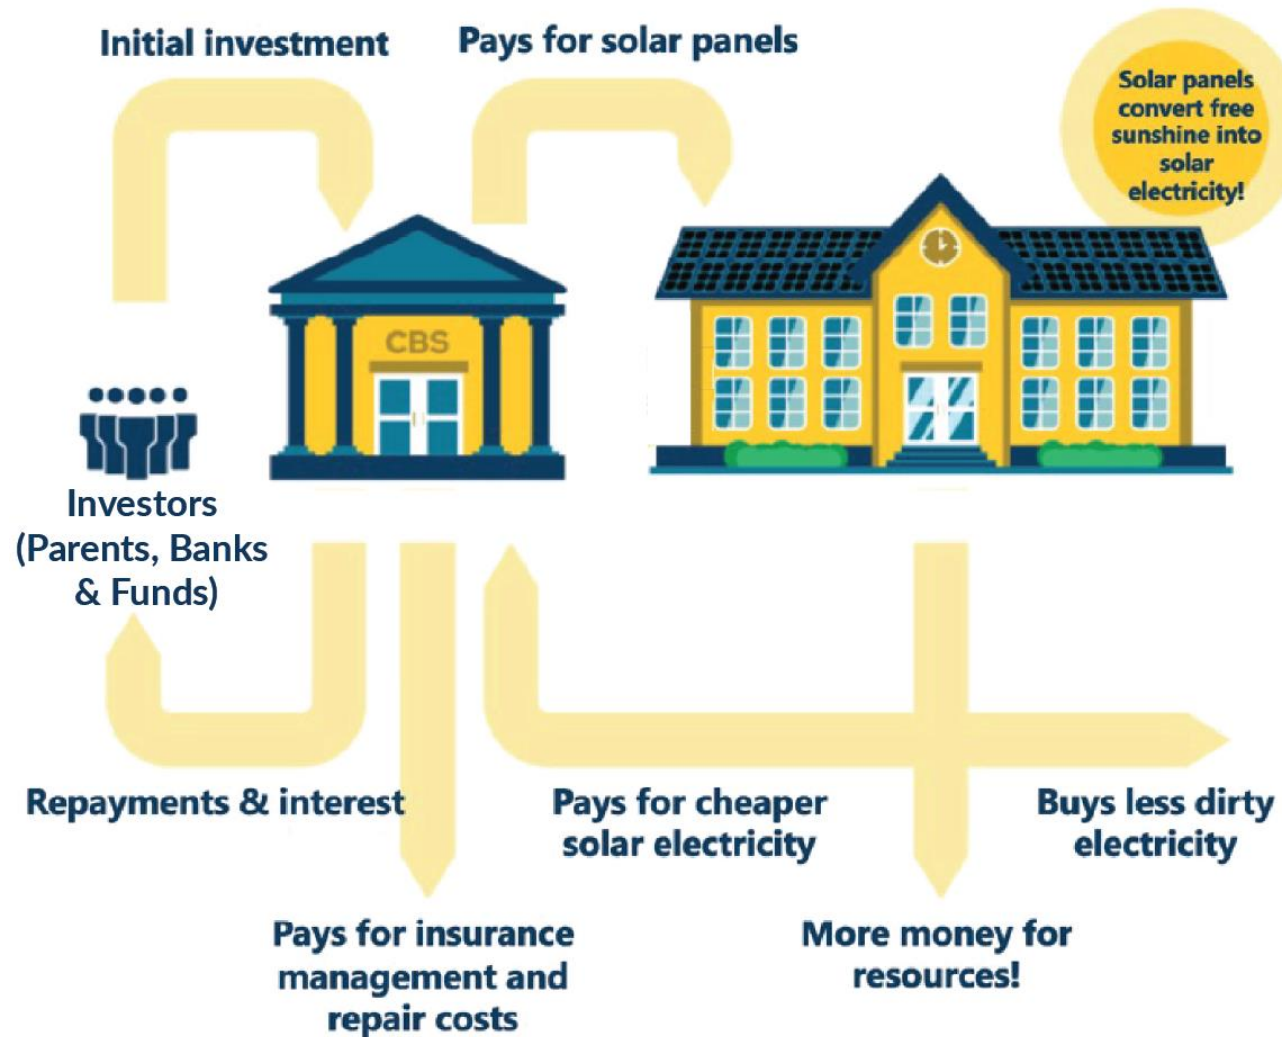 Initial investment
Pays for solar panels
Solar panels
convert free
sunshine into
solar
electricity!
CBS
Investors
(Parents, Banks
& Funds)
Repayments & interest
Pays for cheaper
solar electricity
Buys less dirty
electricity
Pays for insurance
management and
repair costs
More money for
resources!